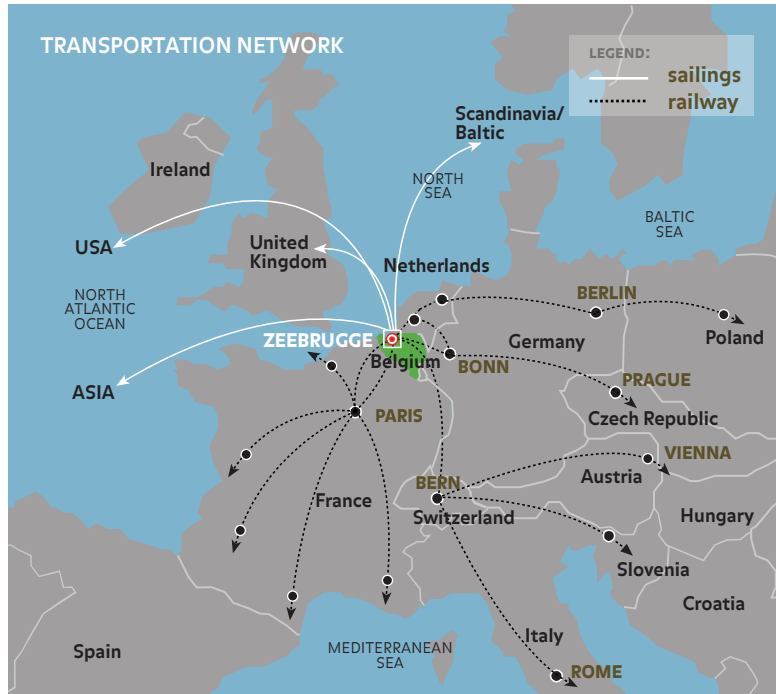 TRANSPORTATION NETWORK
LEGEND:
sailings
railway
Scandinavia/
Baltic
Ireland
NORTH
SEA
BALTIC
SEA
USA
United
Kingdom
Netherlands
NORTH
ATLANTIC
OCEAN
BERLIN
ZEEBRUGGE
Belgium
Germany
Poland
BONN
ASIA
PRAGUE
PARIS
Czech Republic
VIENNA
BERN
Austria
France
Switzerland
Hungary
Slovenia
Croatia
Spain
MEDITERRANEAN
SEA
Italy
ROME